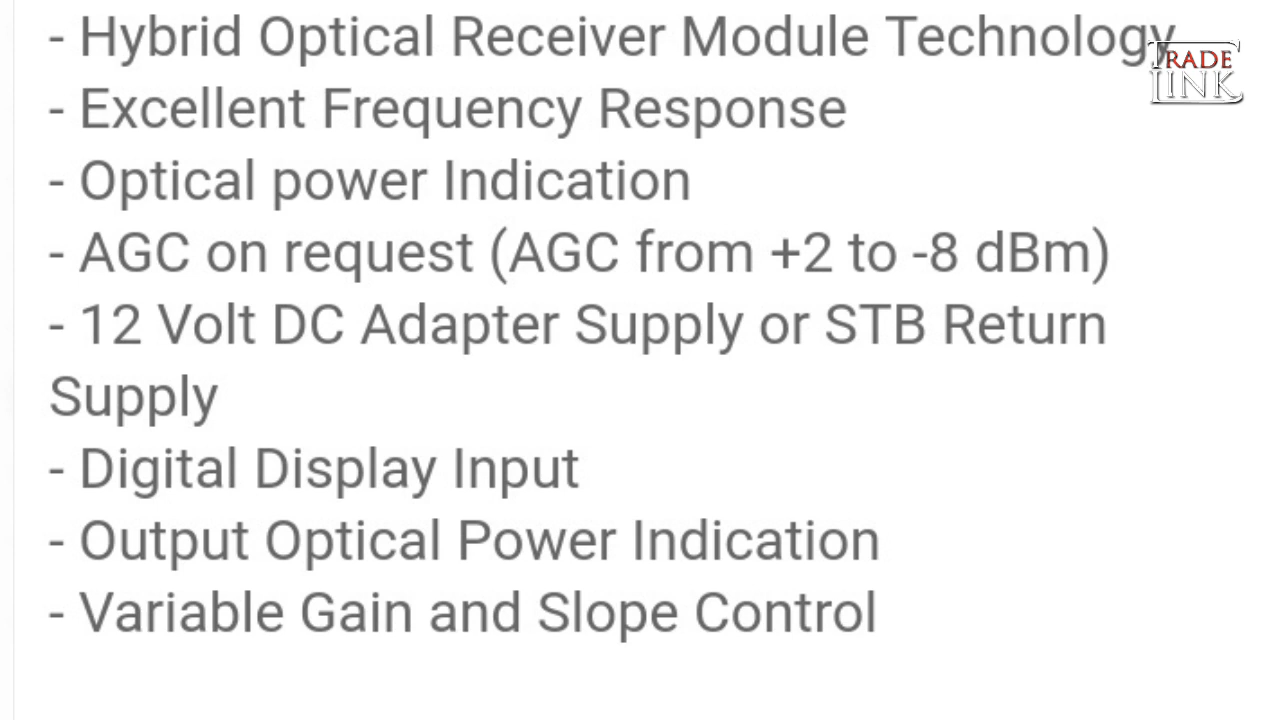 - Hybrid Optical Receiver Module Technology
TRADE
LINK
- Excellent Frequency Response
- Optical power Indication
- AGC on request (AGC from +2 to -8 dBm)
- 12 Volt DC Adapter Supply or STB Return
Supply
- Digital Display Input
- Output Optical Power Indication
- Variable Gain and Slope Control